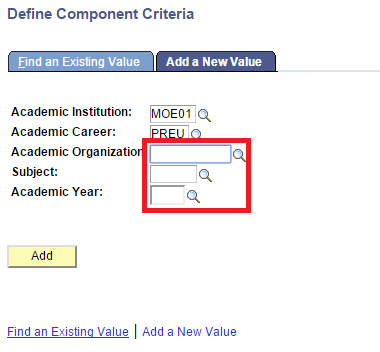 Define Component Criteria
Find an Existing Value Add a New Value
Academic Institution: MOE01
Academic Career: PREU
Academic Organization
Subject:
Academic Year:
Add
Find an Existing Value | Add a New Value